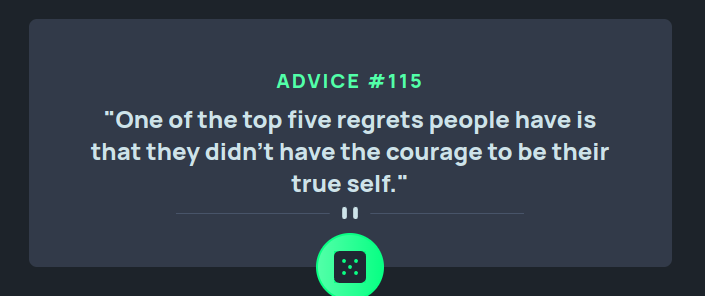 ADVICE #115
"One of the top five regrets people have is
that they didn't have the courage to be their
true self."